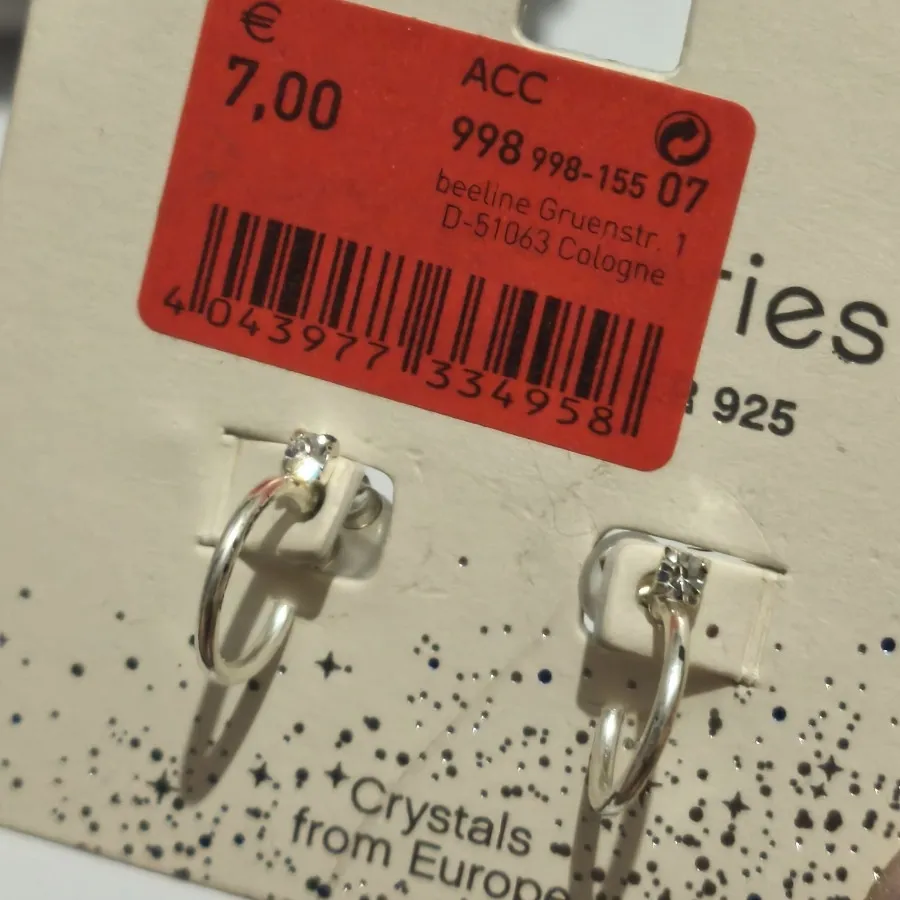 €
7,00
ACC
998 998-155 07
beeline Gruenstr. 1
D-51063 Cologne
4 043977 334958
ries
925
Crystals
from Europe